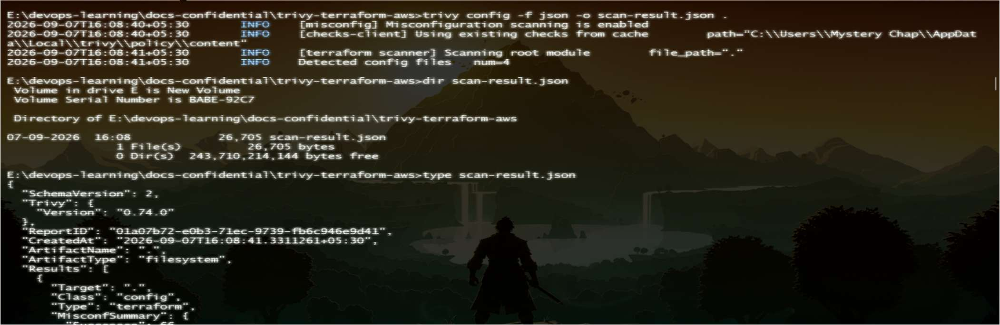 E:\devops-learning\docs-confidential\trivy-terraform-aws>trivy config -f json -o scan-result.json .
2026-09-07T16:08:40+05:30 INFO [misconfig] Misconfiguration scanning is enabled
2026-09-07T16:08:40+05:30 INFO [checks-client] Using existing checks from cache path="C:\\Users\\Mystery Chap\\AppDat
a\\Local\\trivy\\policy\\content"
2026-09-07T16:08:41+05:30 INFO [terraform scanner] Scanning root module file_path="."
2026-09-07T16:08:41+05:30 INFO Detected config files num=4
E:\devops-learning\docs-confidential\trivy-terraform-aws>dir scan-result.json
Volume in drive E is New Volume
Volume Serial Number is BABE-92C7
Directory of E:\devops-learning\docs-confidential\trivy-terraform-aws
07-09-2026 16:08 26,705 scan-result.json
1 File(s) 26,705 bytes
0 Dir(s) 243,710,214,144 bytes free
E:\devops-learning\docs-confidential\trivy-terraform-aws>type scan-result.json
{
"SchemaVersion": 2,
"Trivy": {
"Version": "0.74.0"
},
"ReportID": "01a07b72-e0b3-71ec-9739-fb6c946e9d41",
"CreatedAt": "2026-09-07T16:08:41.3311261+05:30",
"ArtifactName": ".",
"ArtifactType": "filesystem",
"Results": [
{
"Target": ".",
"Class": "config",
"Type": "terraform",
"MisconfSummary": {